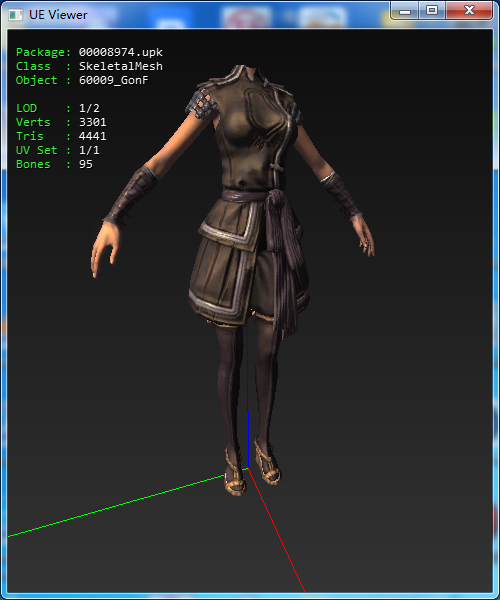 UE Viewer
Package: 00008974.upk
Class : SkeletalMesh
Object : 60009_GonF
LOD : 1/2
Verts : 3301
Tris : 4441
UV Set : 1/1
Bones : 95